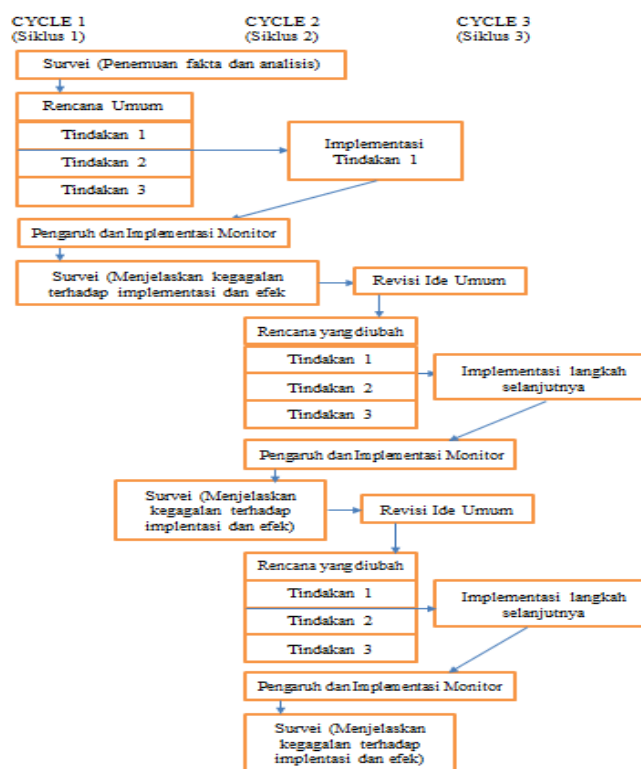 CYCLE 1
(Siklus 1)
CYCLE 2
(Siklus 2)
CYCLE 3
(Siklus 3)
Survei (Penemuan fakta dan analisis)
Rencana Umum
Tindakan 1
Tindakan 2
Tindakan 3
Implementasi
Tindakan 1
Pengaruh dan Implementasi Monitor
Survei (Menjelaskan kegagalan
terhadap implementasi dan efek
Revisi Ide Umum
Rencana yang diubah
Tindakan 1
Tindakan 2
Tindakan 3
Implementasi langkah
selanjutnya
Pengaruh dan Implementasi Monitor
Survei (Menjelaskan
kegagalan terhadap
implentasi dan efek)
Revisi Ide Umum
Rencana yang diubah
Tindakan 1
Tindakan 2
Tindakan 3
Implementasi langkah
selanjutnya
Pengaruh dan Implementasi Monitor
Survei (Menjelaskan
kegagalan terhadap
implentasi dan efek)